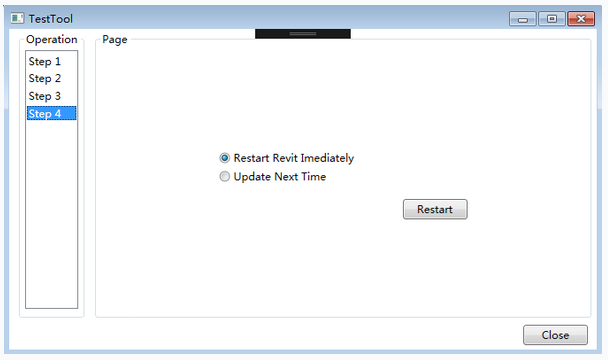 TestTool
Operation
Page
Step 1
Step 2
Step 3
Step 4
Restart Revit Imediately
Update Next Time
Restart
Close